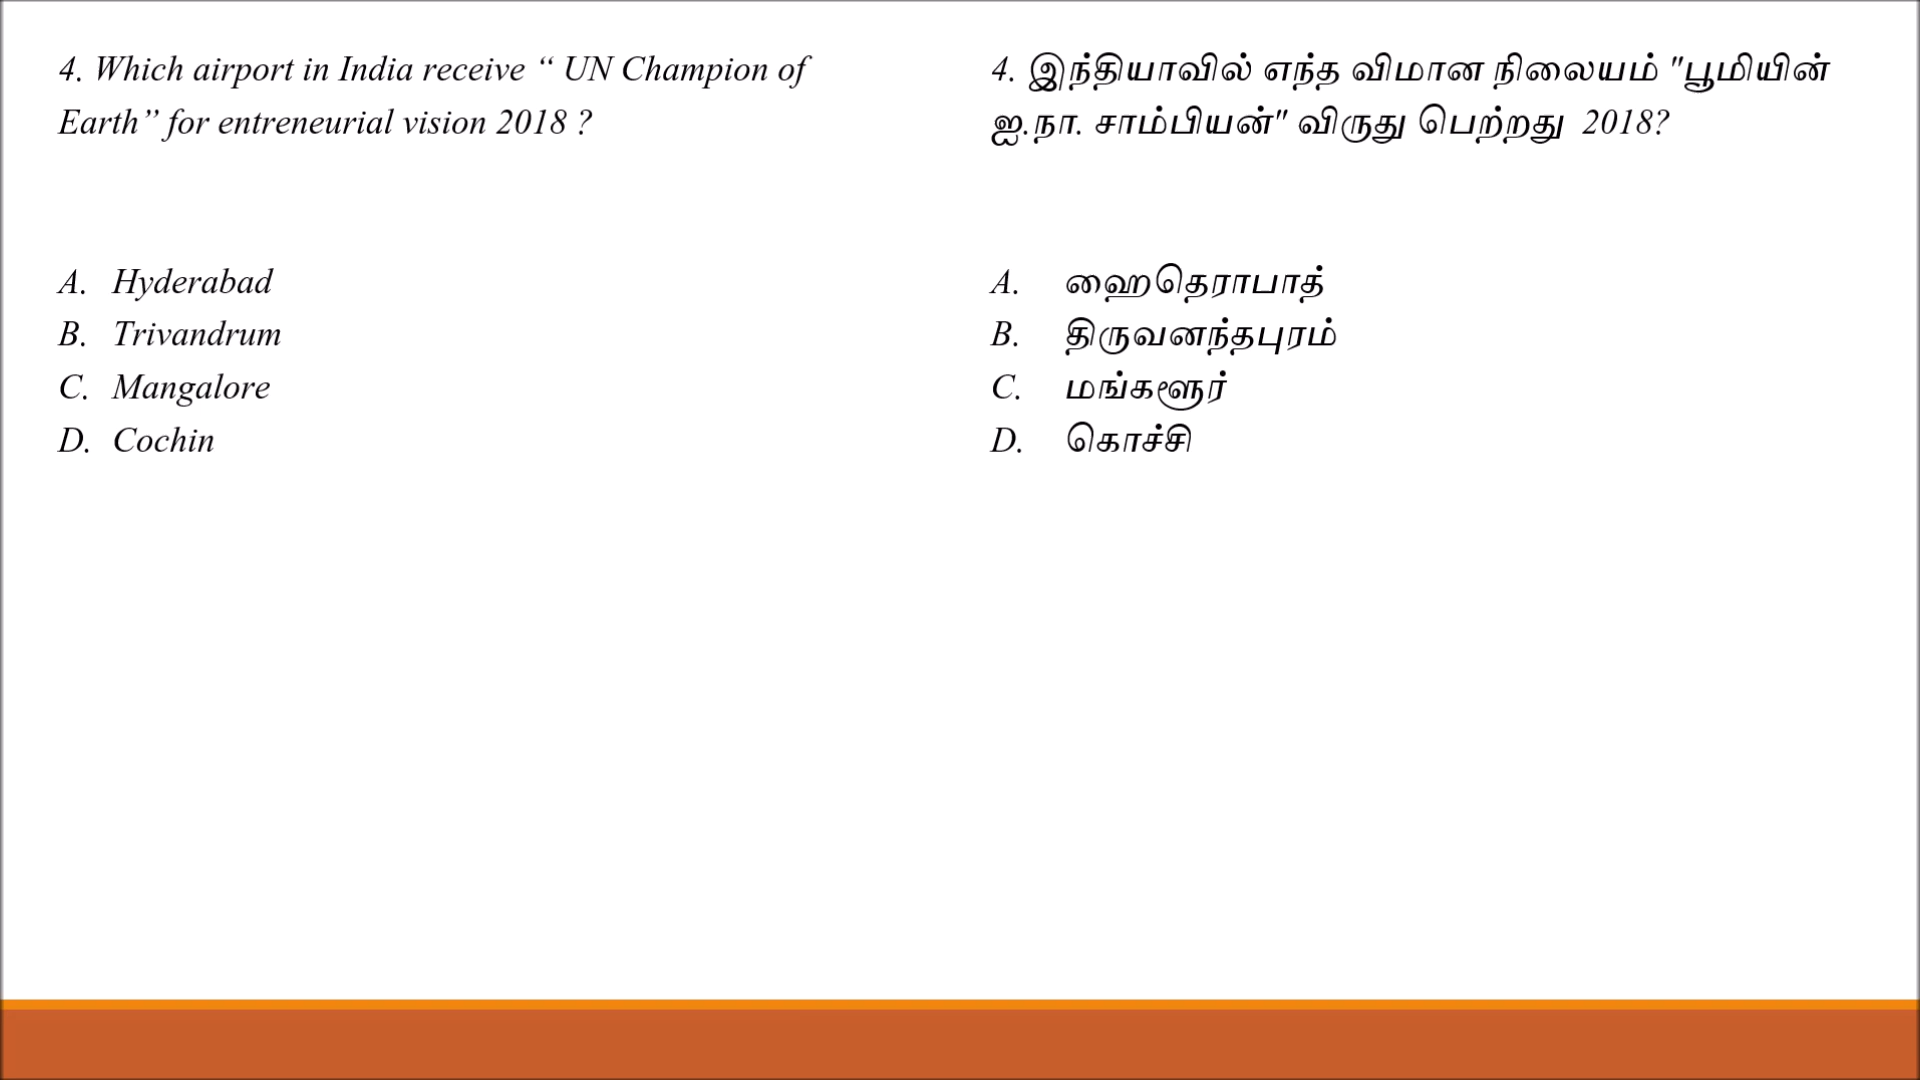 4. Which airport in India receive “ UN Champion of
Earth” for entreneurial vision 2018 ?
A. Hyderabad
B. Trivandrum
C. Mangalore
D. Cochin
4. இந்தியாவில் எந்த விமான நிலையம் "பூமியின்
ஐ.நா. சாம்பியன்" விருது பெற்றது 2018?
A. ஹைதெராபாத்
B. திருவனந்தபுரம்
C. மங்களூர்
D. கொச்சி